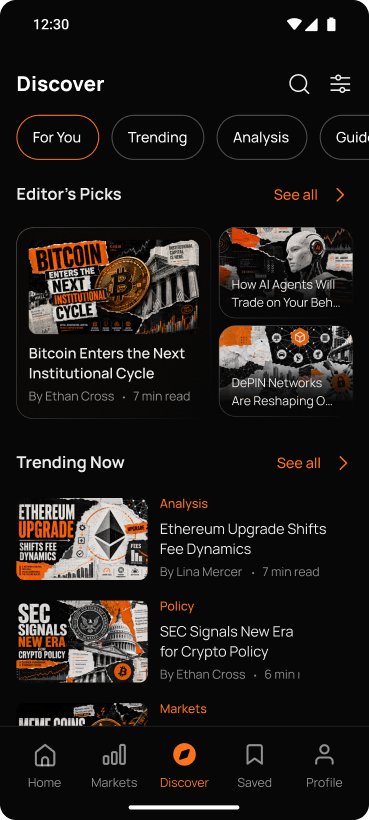 12:30
Discover
For You
Trending
Analysis
Guide
Editor's Picks
See all
BITCOIN
ENTERS THE
NEXT
INSTITUTIONAL
CYCLE
Bitcoin Enters the Next
Institutional Cycle
By Ethan Cross • 7 min read
How AI Agents Will
Trade on Your Beh...
DePIN Networks
Are Reshaping O...
Trending Now
See all
ETHEREUM
UPGRADE
SHIFTS FEE
DYNAMICS
UPGRADE
FEES
Analysis
Ethereum Upgrade Shifts
Fee Dynamics
By Lina Mercer • 7 min read
SEC
SIGNALS
NEW ERA
FOR
CRYPTO POLICY
Policy
SEC Signals New Era
for Crypto Policy
By Ethan Cross • 6 min r
MEME COINS
Markets
Home
Markets
Discover
Saved
Profile